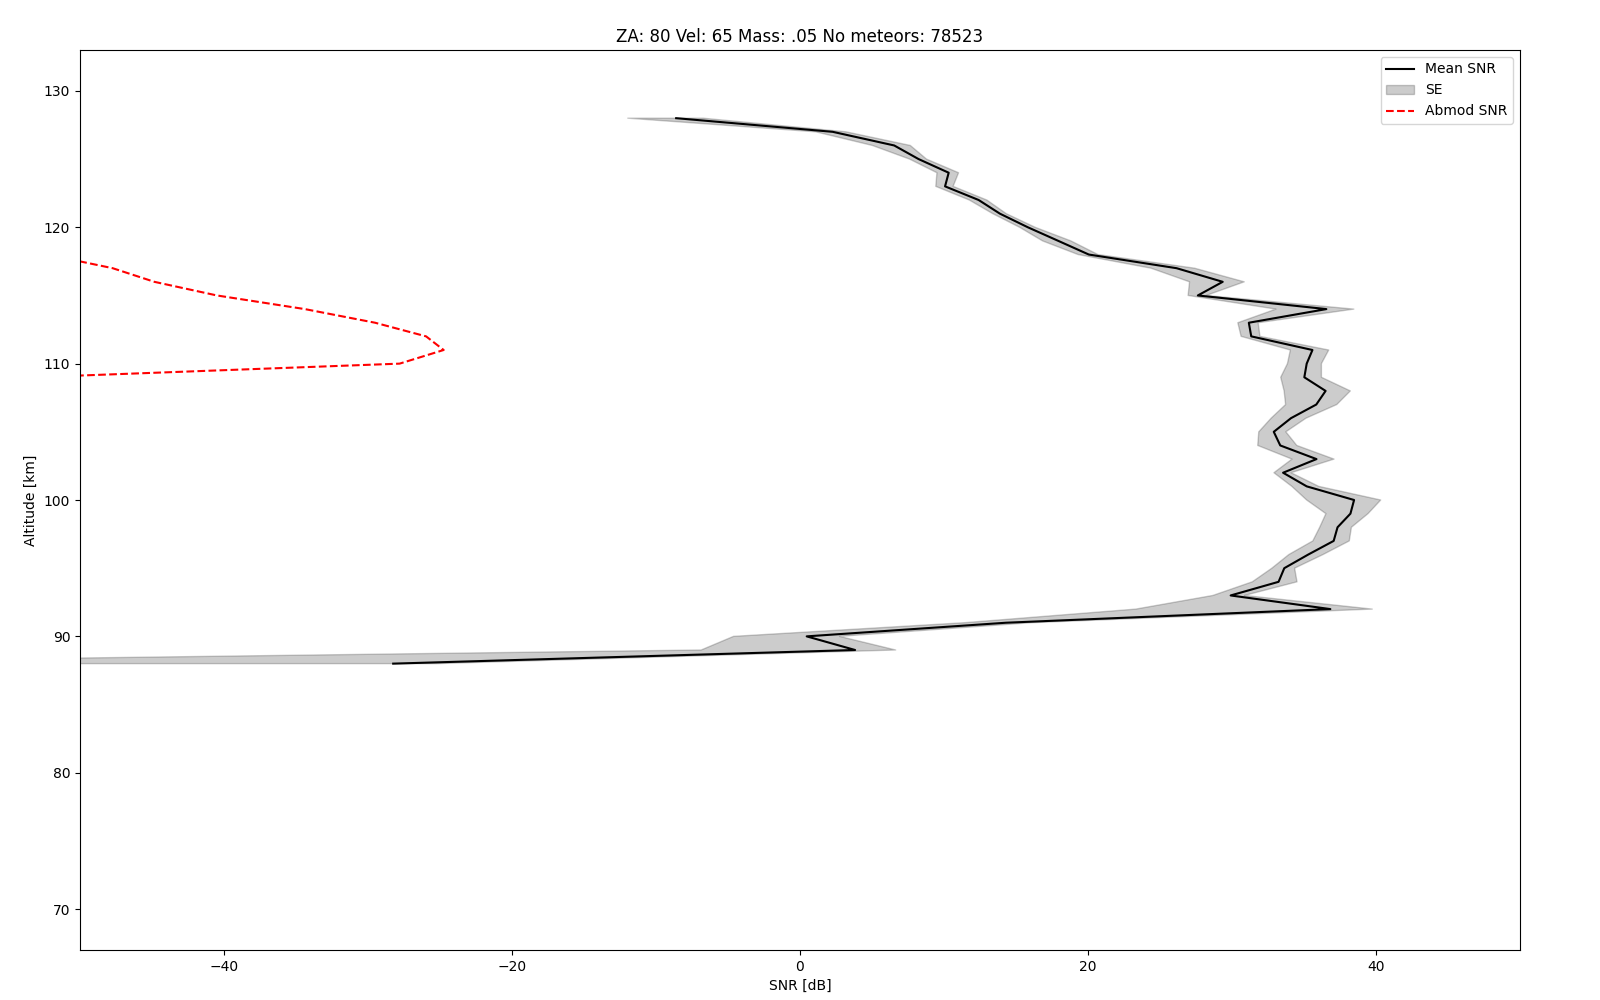 ZA: 80 Vel: 65 Mass: .05 No meteors: 78523
Mean SNR
SE
Abmod SNR
130
120
110
100
90
80
70
Altitude [km]
−40
−20
0
20
40
SNR [dB]